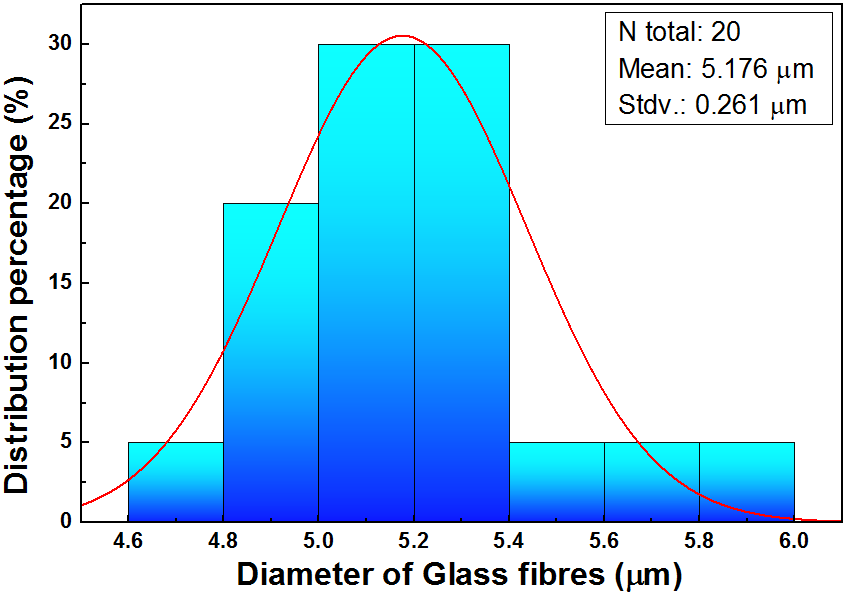 N total: 20
Mean: 5.176 μm
Stdv.: 0.261 μm
Distribution percentage (%)
30
25
20
15
10
5
0
4.6 4.8 5.0 5.2 5.4 5.6 5.8 6.0
Diameter of Glass fibres (μm)